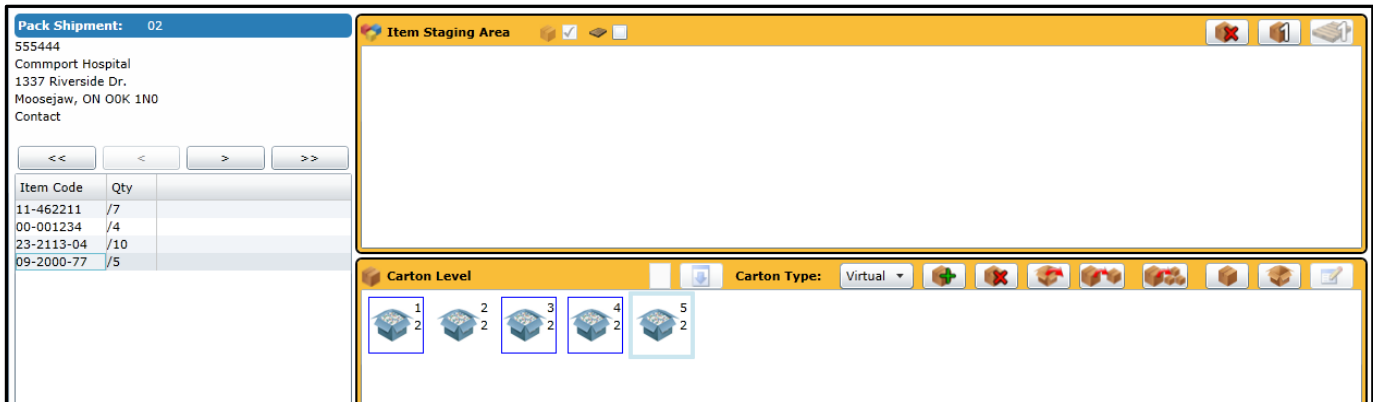 Pack Shipment: 02
555444
Commport Hospital
1337 Riverside Dr.
Moosejaw, ON O0K 1N0
Contact
<< < > >>
Item Code Qty
11-462211 /7
00-001234 /4
23-2113-04 /10
09-2000-77 /5
Item Staging Area
1
Carton Level Carton Type: Virtual
1 2 3 4 5
2 2 2 2 2